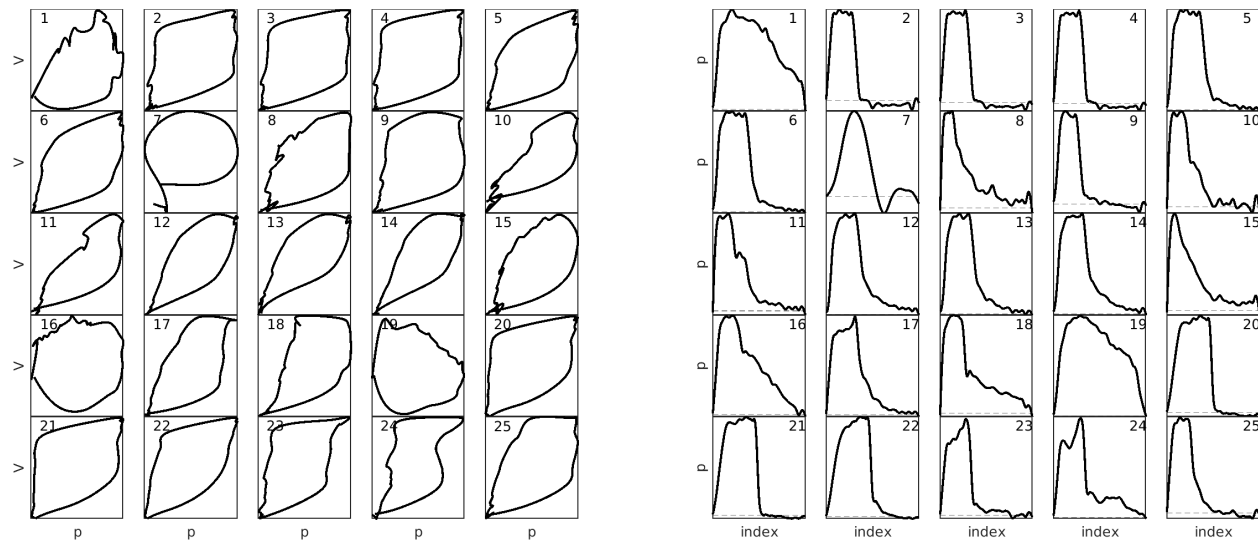 1 2 3 4 5 1 2 3 4 5
V p
6 7 8 9 10 6 7 8 9 10
V p
11 12 13 14 15 11 12 13 14 15
V p
16 17 18 19 20 16 17 18 19 20
V p
21 22 23 24 25 21 22 23 24 25
V p
p p p p p index index index index index